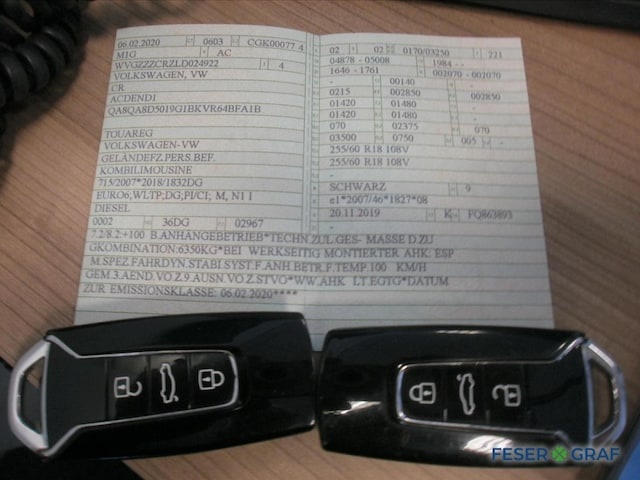 06.02.2020 0603 CGK00077 4
M1G AC
WVGZZZCRZLD024922 4
VOLKSWAGEN, VW
CR
ACDEND1
QA8QA8D5019G1BKVR64BFA1B
TOUAREG
VOLKSWAGEN-VW
GELÄNDEFZ.PERS.BEF.
KOMBILIMOUSINE
715/2007*2018/1832DG
EURO6;WLTP;DG;PI/CI; M, N1 I
DIESEL
0002 36DG 02967
02 02 0170/03250 221
04878 - 05008 1984 --
1646 - 1761 002070 -002070
- 00140 -
0215 002850 002850
01420 01480
01420 01480
070 02375 070
03500 0750 005 -
255/60 R18 108V
255/60 R18 108V
-
SCHWARZ 9
e1*2007/46*1827*08
20.11.2019 K FQ863893
-
7.2/8.2:+100 B.ANHÄNGEBETRIEB*TECHN.ZUL.GES- MASSE D.ZU
GKOMBINATION:6350KG*BEI WERKSEITIG MONTIERTER AHK: ESP
M.SPEZ.FAHRDYN.STABI.SYST.F.ANH.BETR.F.TEMP.100 KM/H
GEM.3.AEND.VO.Z.9.AUSN.VO.Z.STVO*WW.AHK LT.EGTG*DATUM
ZUR EMISSIONSKLASSE: 06.02.2020****
FESER GRAF